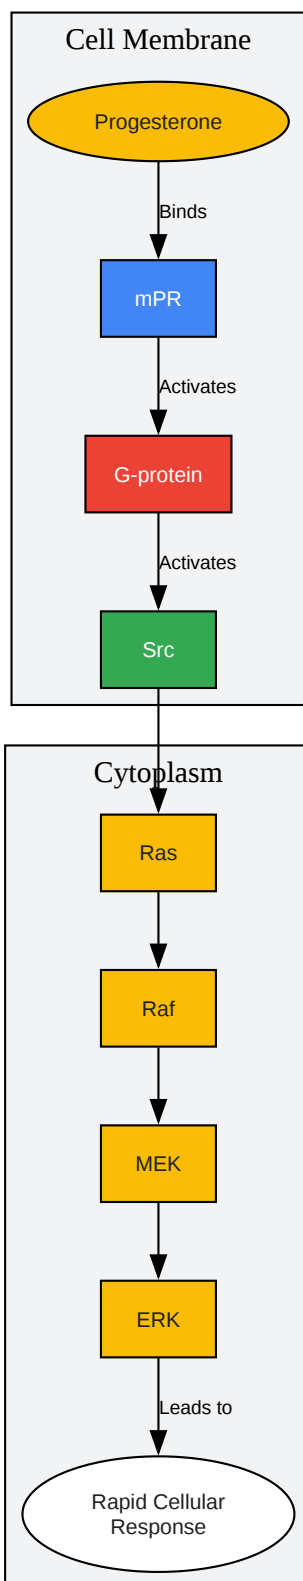 Cell Membrane
Progesterone
Binds
mPR
Activates
G-protein
Activates
Src
Cytoplasm
Ras
Raf
MEK
ERK
Leads to
Rapid Cellular
Response